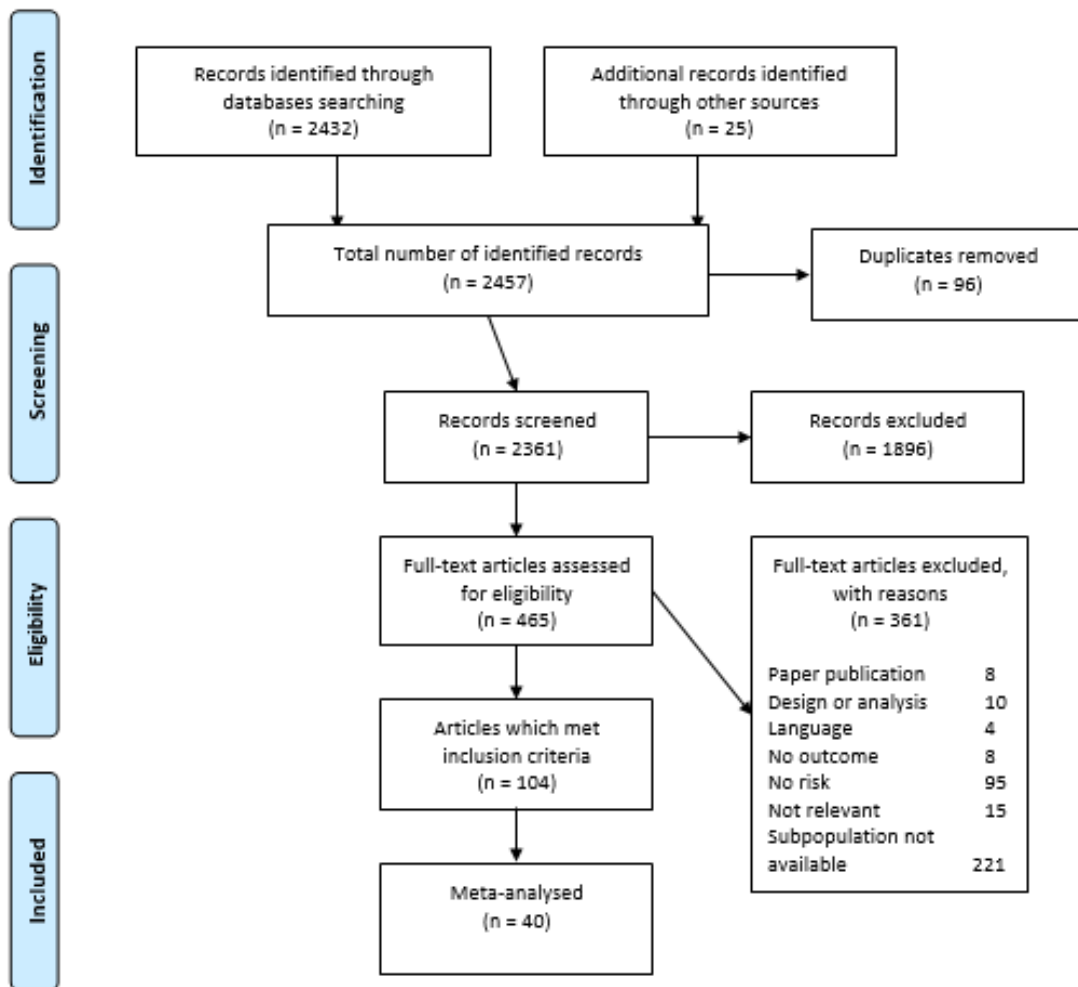 Identification
Records identified through
databases searching
(n = 2432)
Additional records identified
through other sources
(n = 25)
Total number of identified records
(n = 2457)
Duplicates removed
(n = 96)
Screening
Records screened
(n = 2361)
Records excluded
(n = 1896)
Eligibility
Full-text articles assessed
for eligibility
(n = 465)
Full-text articles excluded,
with reasons
(n = 361)
Paper publication 8
Design or analysis 10
Language 4
No outcome 8
No risk 95
Not relevant 15
Subpopulation not
available 221
Articles which met
inclusion criteria
(n = 104)
Included
Meta-analysed
(n = 40)